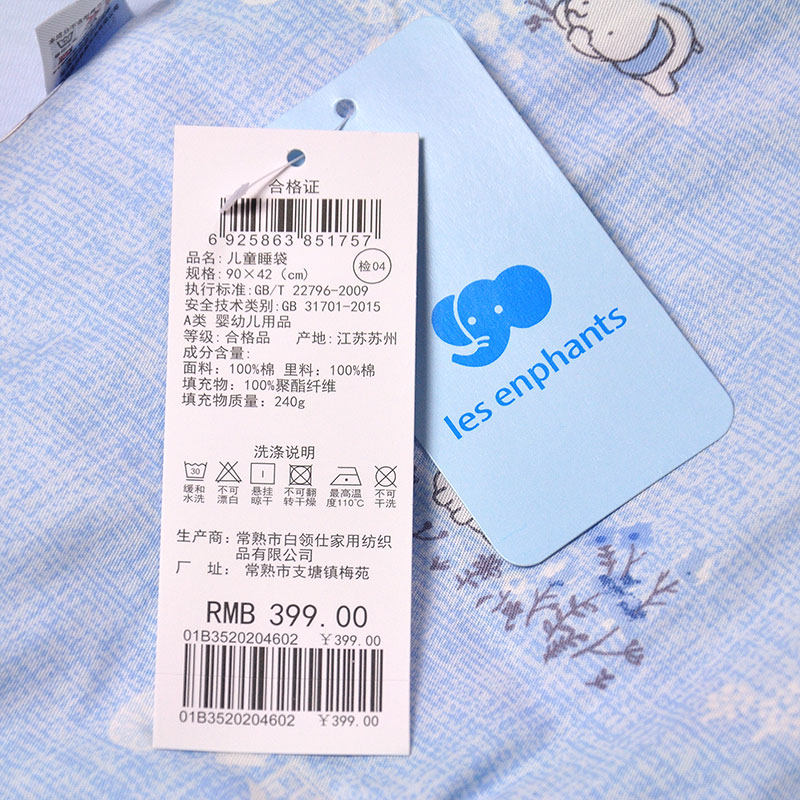 合格证
6 925863 851757
品名:儿童睡袋
检04
规格:90×42 (cm)
执行标准:GB/T 22796-2009
安全技术类别:GB 31701-2015
A类 婴幼儿用品
等级:合格品 产地:江苏苏州
成分含量:
面料:100%棉 里料:100%棉
填充物:100%聚酯纤维
填充物质量:240g
洗涤说明
30
缓和水洗
不可漂白
悬挂晾干
不可翻转干燥
最高温度110℃
不可干洗
生产商:常熟市白领仕家用纺织
品有限公司
厂 址: 常熟市支塘镇梅苑
RMB 399.00
01B3520204602 ¥399.00
01B3520204602 ¥399.00
les enphants